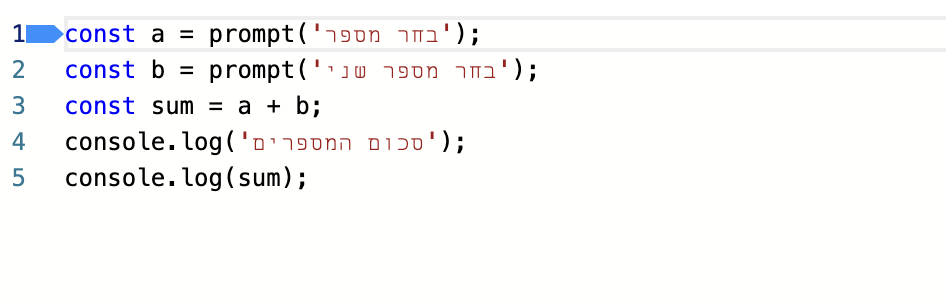 1 const a = prompt('בחר מספר');
2 const b = prompt('בחר מספר שני');
3 const sum = a + b;
4 console.log('סכום המספרים');
5 console.log(sum);